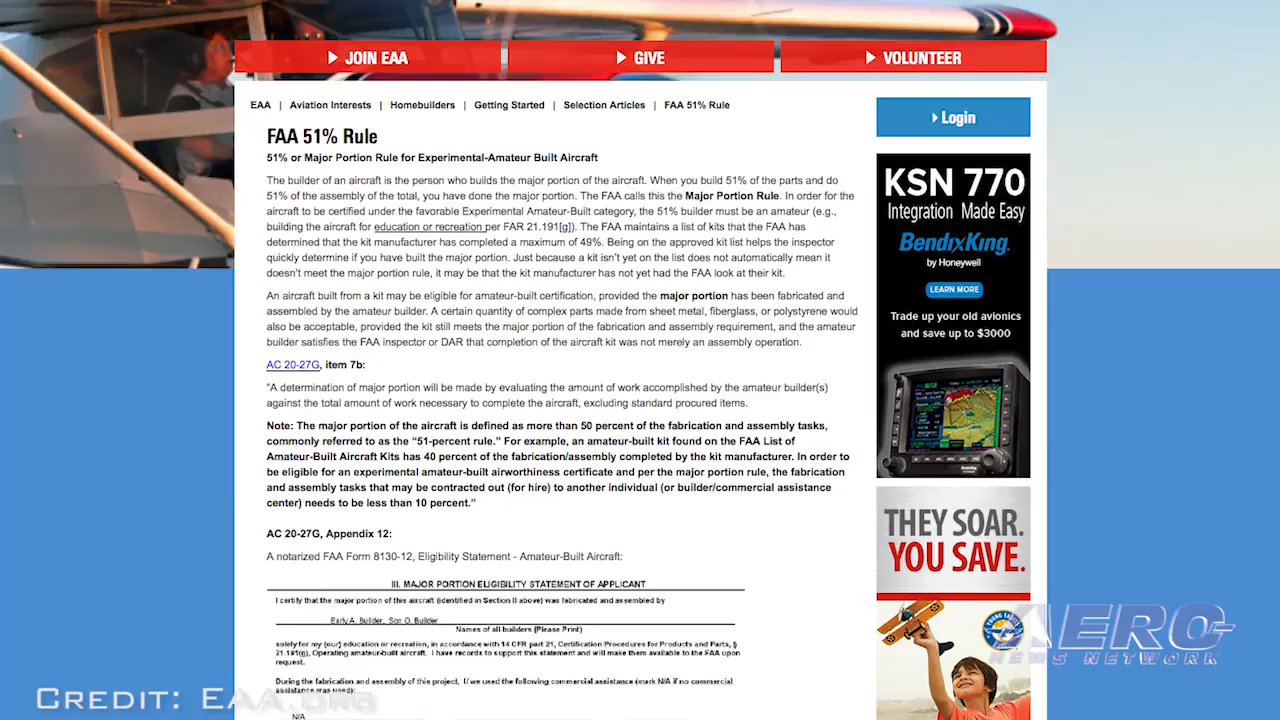 JOIN EAA
GIVE
VOLUNTEER
EAA | Aviation Interests | Homebuilders | Getting Started | Selection Articles | FAA 51% Rule
FAA 51% Rule
51% or Major Portion Rule for Experimental-Amateur Built Aircraft
The builder of an aircraft is the person who builds the major portion of the aircraft. When you build 51% of the parts and do
51% of the assembly of the total, you have done the major portion. The FAA calls this the Major Portion Rule. In order for the
aircraft to be certified under the favorable Experimental Amateur-Built category, the 51% builder must be an amateur (e.g.,
building the aircraft for education or recreation per FAR 21.191[g]). The FAA maintains a list of kits that the FAA has
determined that the kit manufacturer has completed a maximum of 49%. Being on the approved kit list helps the inspector
quickly determine if you have built the major portion. Just because a kit isn't yet on the list does not automatically mean it
doesn't meet the major portion rule, it may be that the kit manufacturer has not yet had the FAA look at their kit.
An aircraft built from a kit may be eligible for amateur-built certification, provided the major portion has been fabricated and
assembled by the amateur builder. A certain quantity of complex parts made from sheet metal, fiberglass, or polystyrene would
also be acceptable, provided the kit still meets the major portion of the fabrication and assembly requirement, and the amateur
builder satisfies the FAA inspector or DAR that completion of the aircraft kit was not merely an assembly operation.
AC 20-27G, item 7b:
"A determination of major portion will be made by evaluating the amount of work accomplished by the amateur builder(s)
against the total amount of work necessary to complete the aircraft, excluding standard procured items.
Note: The major portion of the aircraft is defined as more than 50 percent of the fabrication and assembly tasks,
commonly referred to as the "51-percent rule." For example, an amateur-built kit found on the FAA List of
Amateur-Built Aircraft Kits has 40 percent of the fabrication/assembly completed by the kit manufacturer. In order to
be eligible for an experimental amateur-built airworthiness certificate and per the major portion rule, the fabrication
and assembly tasks that may be contracted out (for hire) to another individual (or builder/commercial assistance
center) needs to be less than 10 percent."
AC 20-27G, Appendix 12:
A notarized FAA Form 8130-12, Eligibility Statement - Amateur-Built Aircraft:
III. MAJOR PORTION ELIGIBILITY STATEMENT OF APPLICANT
I certify that the major portion of this aircraft (identified in Section II above) was fabricated and assembled by
Early A. Builder, Son O. Builder
Names of all builders (Please Print)
solely for my (our) education or recreation, in accordance with 14 CFR part 21, Certification Procedures for Products and Parts, §
21.191(g), Operating amateur-built aircraft. I have records to support this statement and will make them available to the FAA upon
request.
During the fabrication and assembly of this project, I/ we used the following commercial assistance (mark N/A if no commercial
assistance was used):
N/A
Login
KSN 770
Integration Made Easy
BendixKing
by Honeywell
LEARN MORE
Trade up your old avionics
and save up to $3000
THEY SOAR.
YOU SAVE.
AERO-TV
NEWS NETWORK
CREDIT: EAA.ORG